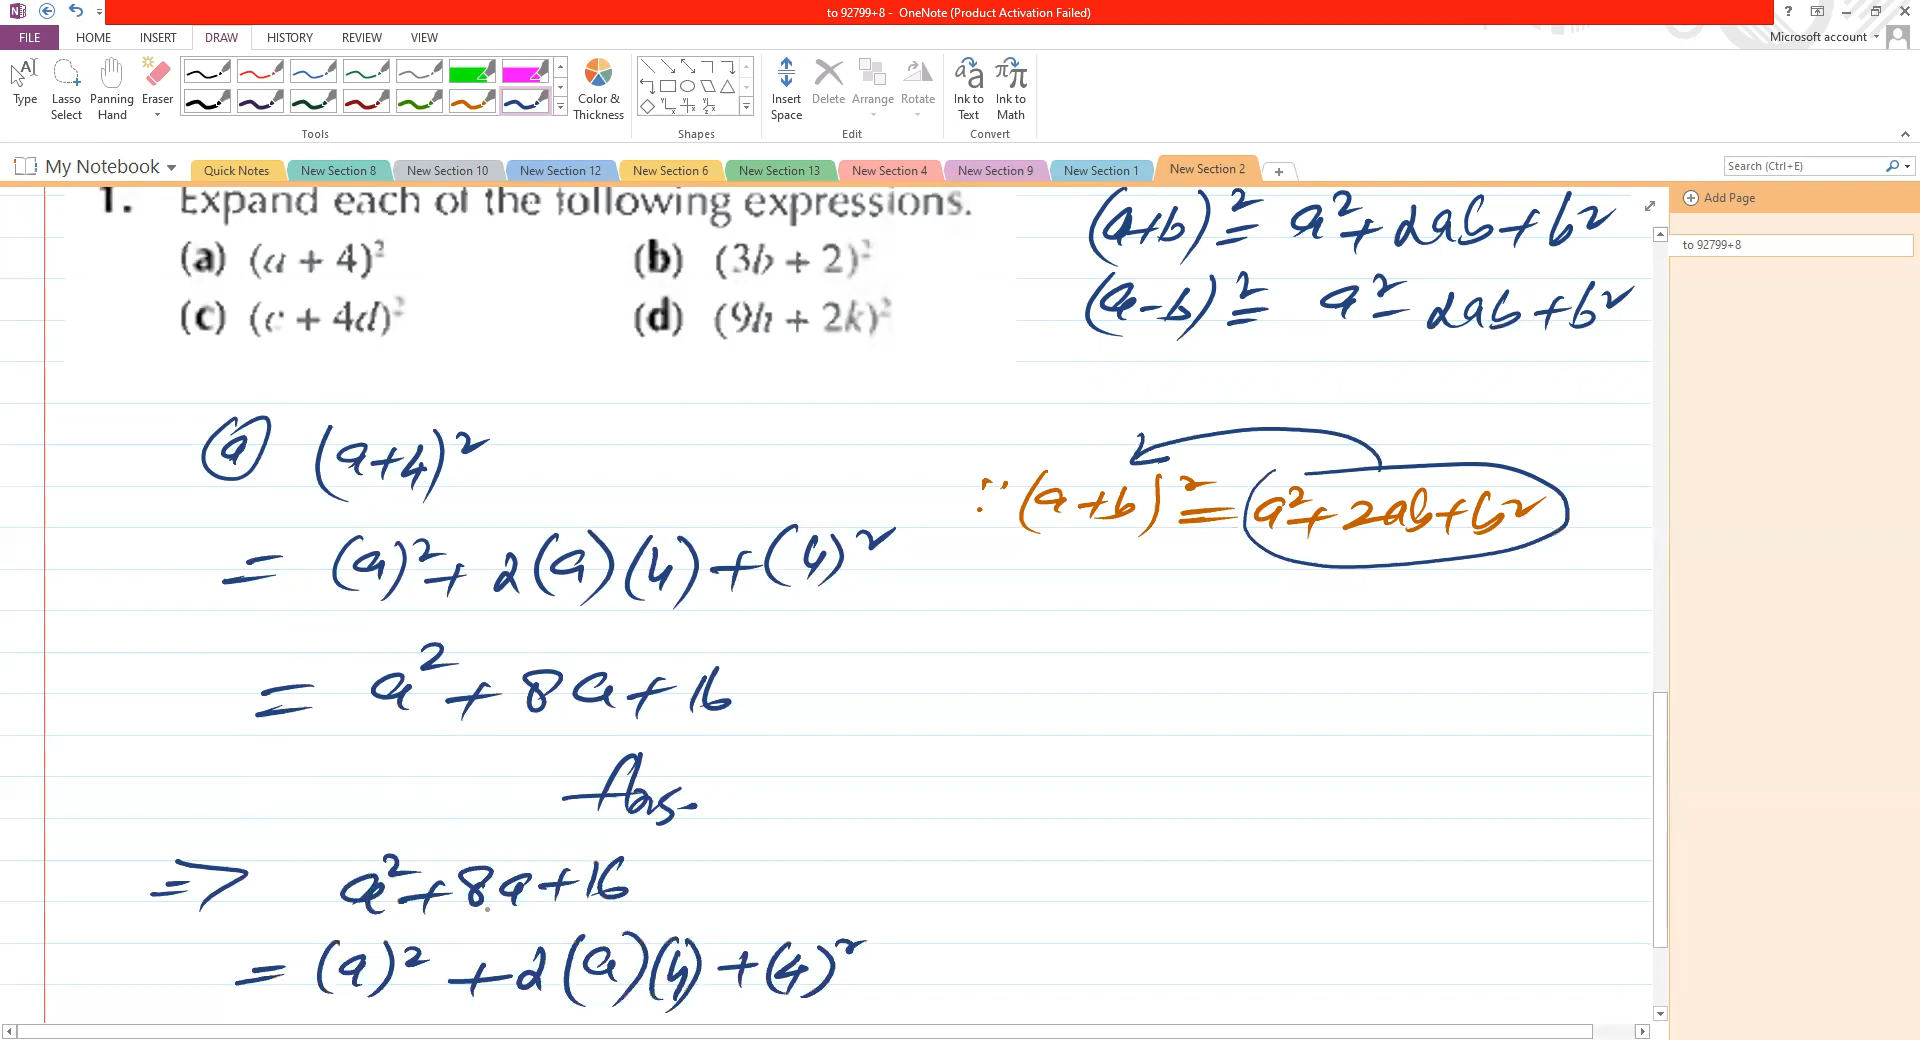 to 92799+8 - OneNote (Product Activation Failed)
?
FILE HOME INSERT DRAW HISTORY REVIEW VIEW
Microsoft account
Type
Lasso Select
Panning Hand
Eraser
Color & Thickness
Insert Space
Delete
Arrange
Rotate
Ink to Text
Ink to Math
Tools
Shapes
Edit
Convert
My Notebook
Quick Notes
New Section 8
New Section 10
New Section 12
New Section 6
New Section 13
New Section 4
New Section 9
New Section 1
New Section 2
Search (Ctrl+E)
Add Page
to 92799+8
1. Expand each of the following expressions.
(a) (a + 4)²
(b) (3b + 2)²
(c) (c + 4d)²
(d) (9h + 2k)²
(a+b)² = a²+2ab+b²
(a-b)² = a²-2ab+b²
(a) (a+4)²
∵ (a+b)² = a²+2ab+b²
= (a)²+2(a)(4)+(4)²
= a²+8a+16
Ans.
=> a²+8a+16
= (a)²+2(a)(4)+(4)²